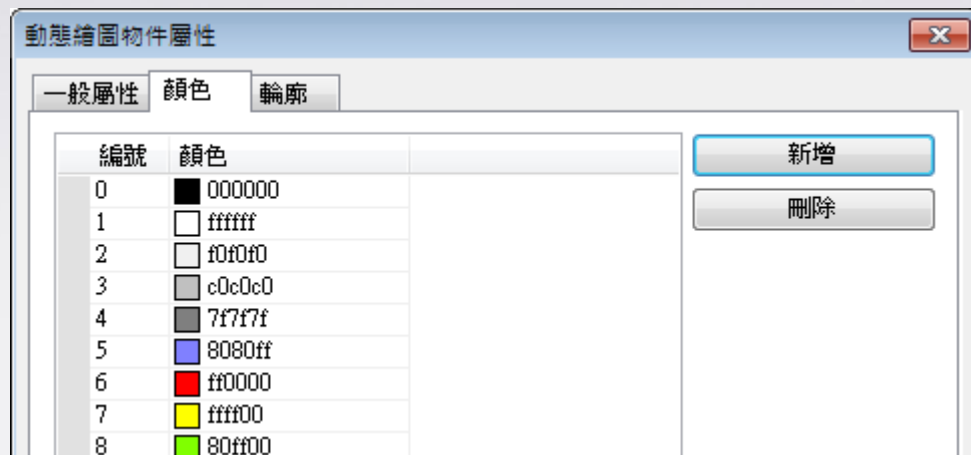 動態繪圖物件屬性
一般屬性 顏色 輪廓
編號 顏色
新增
刪除
0 000000
1 ffffff
2 f0f0f0
3 c0c0c0
4 7f7f7f
5 8080ff
6 ff0000
7 ffff00
8 80ff00